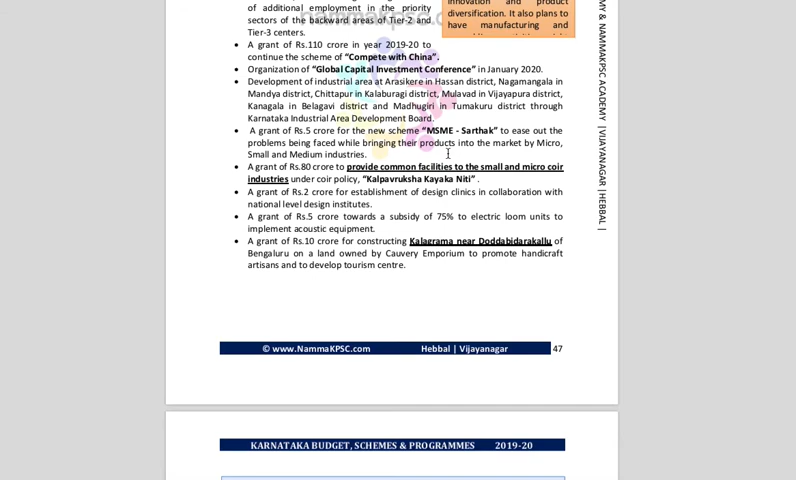 of additional employment in the priority
sectors of the backward areas of Tier-2 and
Tier-3 centers.
innovation and product
diversification. It also plans to
have manufacturing and
nammakpsc.c
• A grant of Rs.110 crore in year 2019-20 to
continue the scheme of “Compete with China”.
• Organization of “Global Capital Investment Conference” in January 2020.
• Development of industrial area at Arasikere in Hassan district, Nagamangala in
Mandya district, Chittapur in Kalaburagi district, Mulavad in Vijayapura district,
Kanagala in Belagavi district and Madhugiri in Tumakuru district through
Karnataka Industrial Area Development Board.
• A grant of Rs.5 crore for the new scheme “MSME - Sarthak” to ease out the
problems being faced while bringing their products into the market by Micro,
Small and Medium industries.
• A grant of Rs.80 crore to provide common facilities to the small and micro coir
industries under coir policy, “Kalpavruksha Kayaka Niti” .
• A grant of Rs.2 crore for establishment of design clinics in collaboration with
national level design institutes.
• A grant of Rs.5 crore towards a subsidy of 75% to electric loom units to
implement acoustic equipment.
• A grant of Rs.10 crore for constructing Kalagrama near Doddabidarakallu of
Bengaluru on a land owned by Cauvery Emporium to promote handicraft
artisans and to develop tourism centre.
MY & NAMMAKPSC ACADEMY |VIJAYANAGAR |HEBBAL |
© www.NammaKPSC.com Hebbal | Vijayanagar 47
KARNATAKA BUDGET, SCHEMES & PROGRAMMES 2019-20